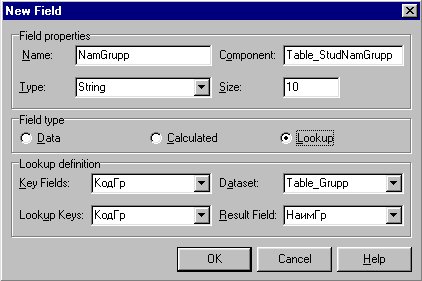 New Field
Field properties
Name: NamGrupp Component: Table_StudNamGrupp
Type: String Size: 10
Field type
Data Calculated Lookup
Lookup definition
Key Fields: КодГр Dataset: Table_Grupp
Lookup Keys: КодГр Result Field: НаимГр
OK Cancel Help